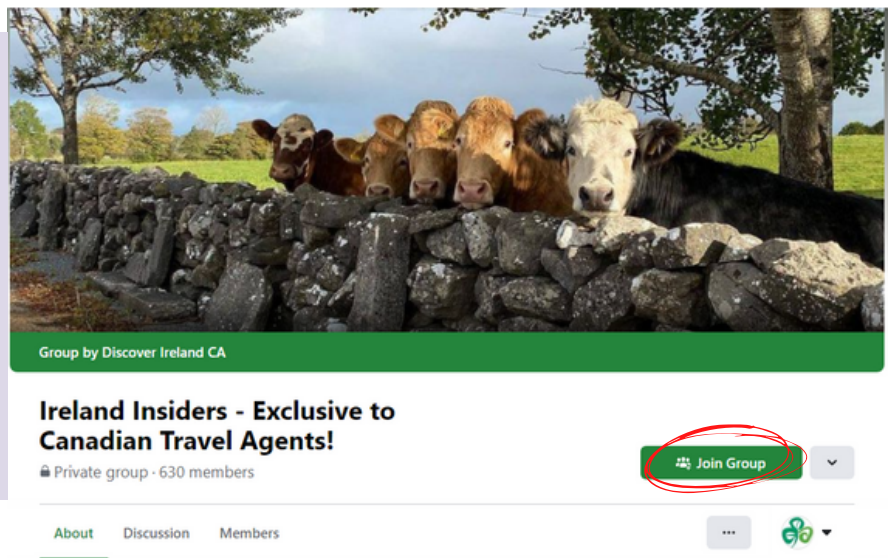 Group by Discover Ireland CA
Ireland Insiders - Exclusive to
Canadian Travel Agents!
Private group · 630 members
Join Group
About Discussion Members